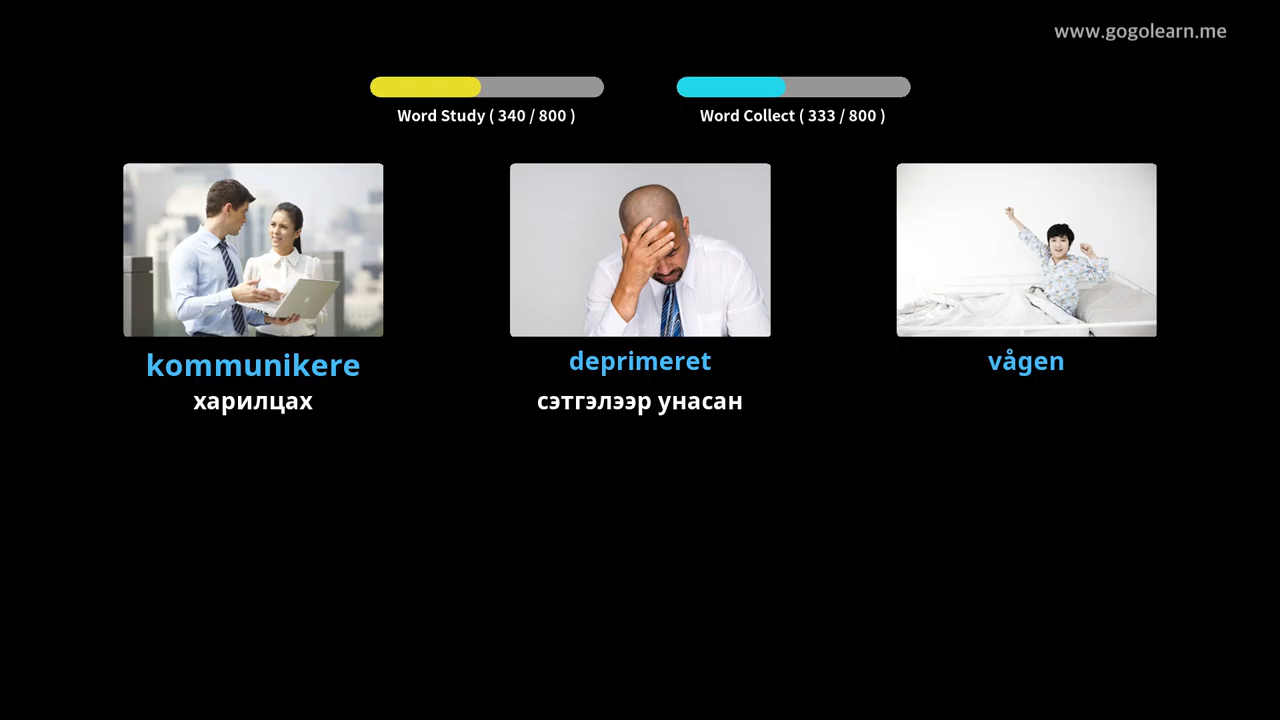 www.gogolearn.me
Word Study ( 340 / 800 )
Word Collect ( 333 / 800 )
kommunikere
харилцах
deprimeret
сэтгэлээр унасан
vågen